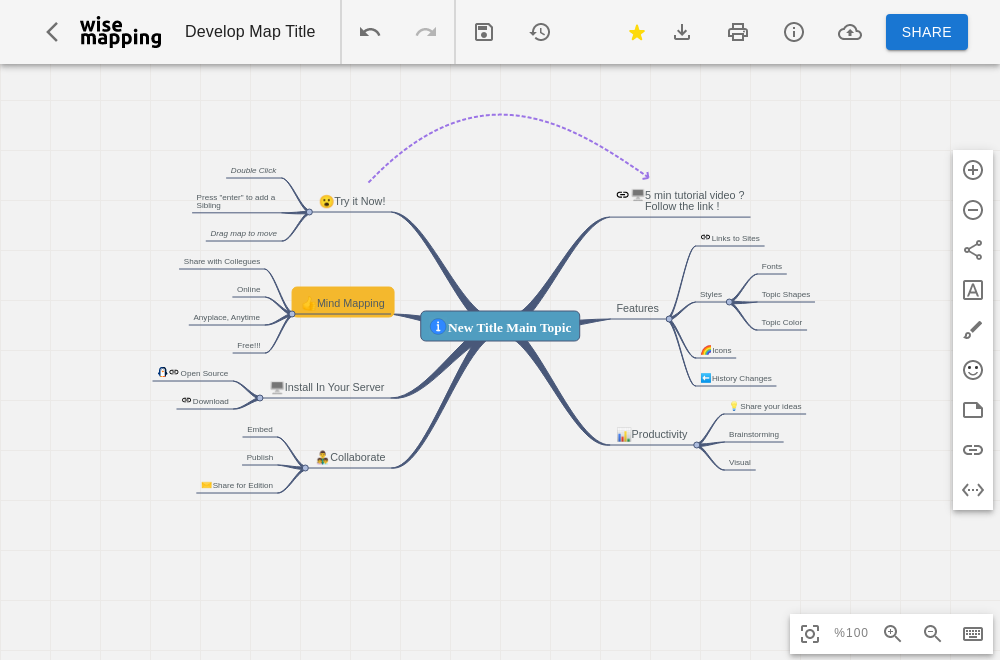 wise
mapping
Develop Map Title
SHARE
Double Click
Press "enter" to add a
Sibling
Drag map to move
Try it Now!
Share with Collegues
Online
Anyplace, Anytime
Free!!!
Mind Mapping
Open Source
Download
Install In Your Server
Embed
Publish
Share for Edition
Collaborate
New Title Main Topic
5 min tutorial video ?
Follow the link !
Features
Links to Sites
Styles
Fonts
Topic Shapes
Topic Color
Icons
History Changes
Productivity
Share your ideas
Brainstorming
Visual
%100